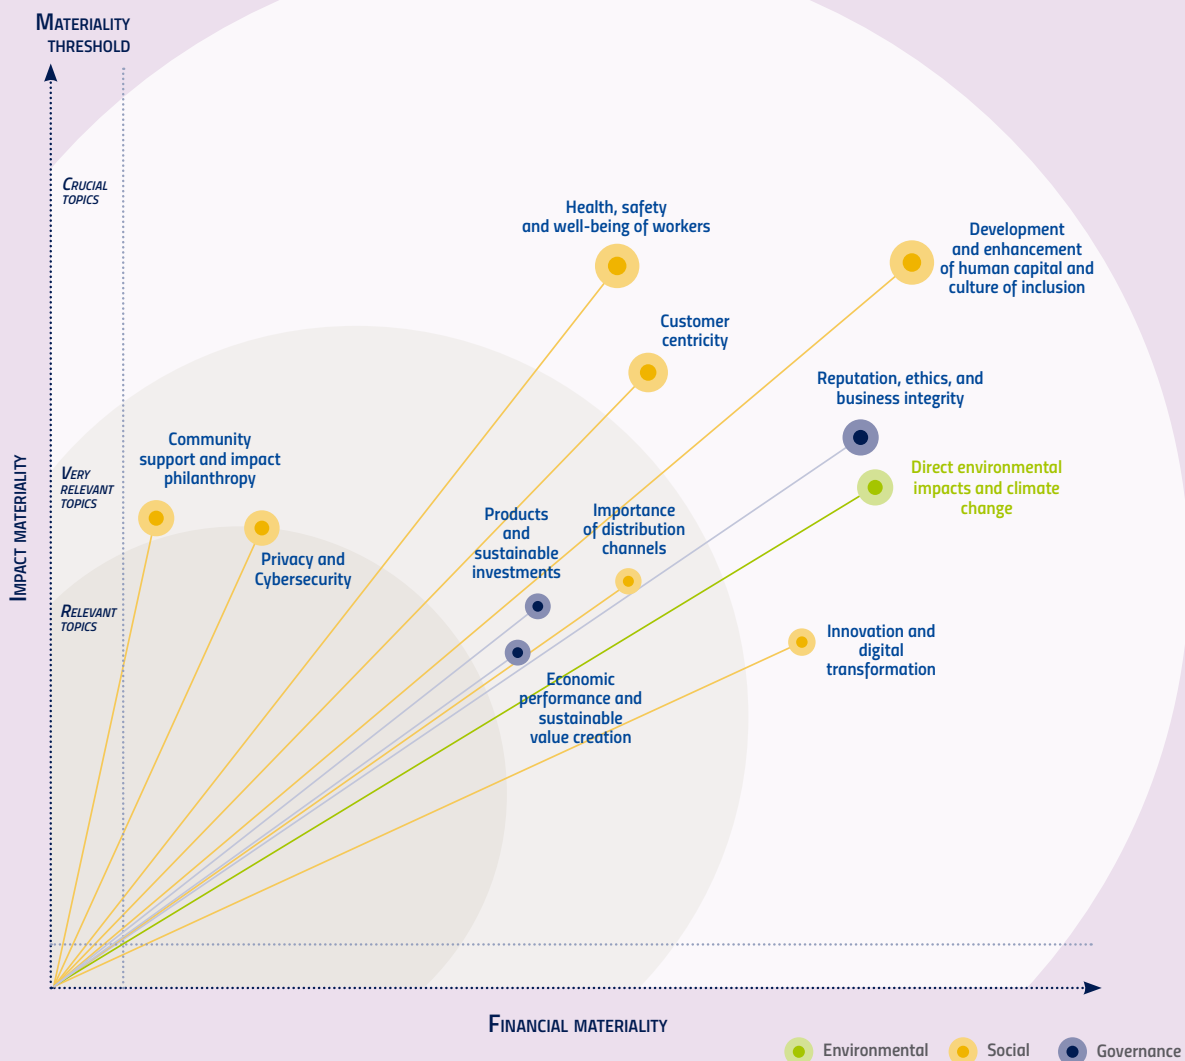 Materiality
threshold
Crucial
topics
Health, safety
and well-being of workers
Development
and enhancement
of human capital and
culture of inclusion
Customer
centricity
Reputation, ethics, and
business integrity
Community
support and impact
philanthropy
Very
relevant
topics
Direct environmental
impacts and climate
change
Products
and
sustainable
investments
Importance
of distribution
channels
Privacy and
Cybersecurity
Impact materiality
Relevant
topics
Innovation and
digital
transformation
Economic
performance and
sustainable
value creation
Financial materiality
Environmental
Social
Governance